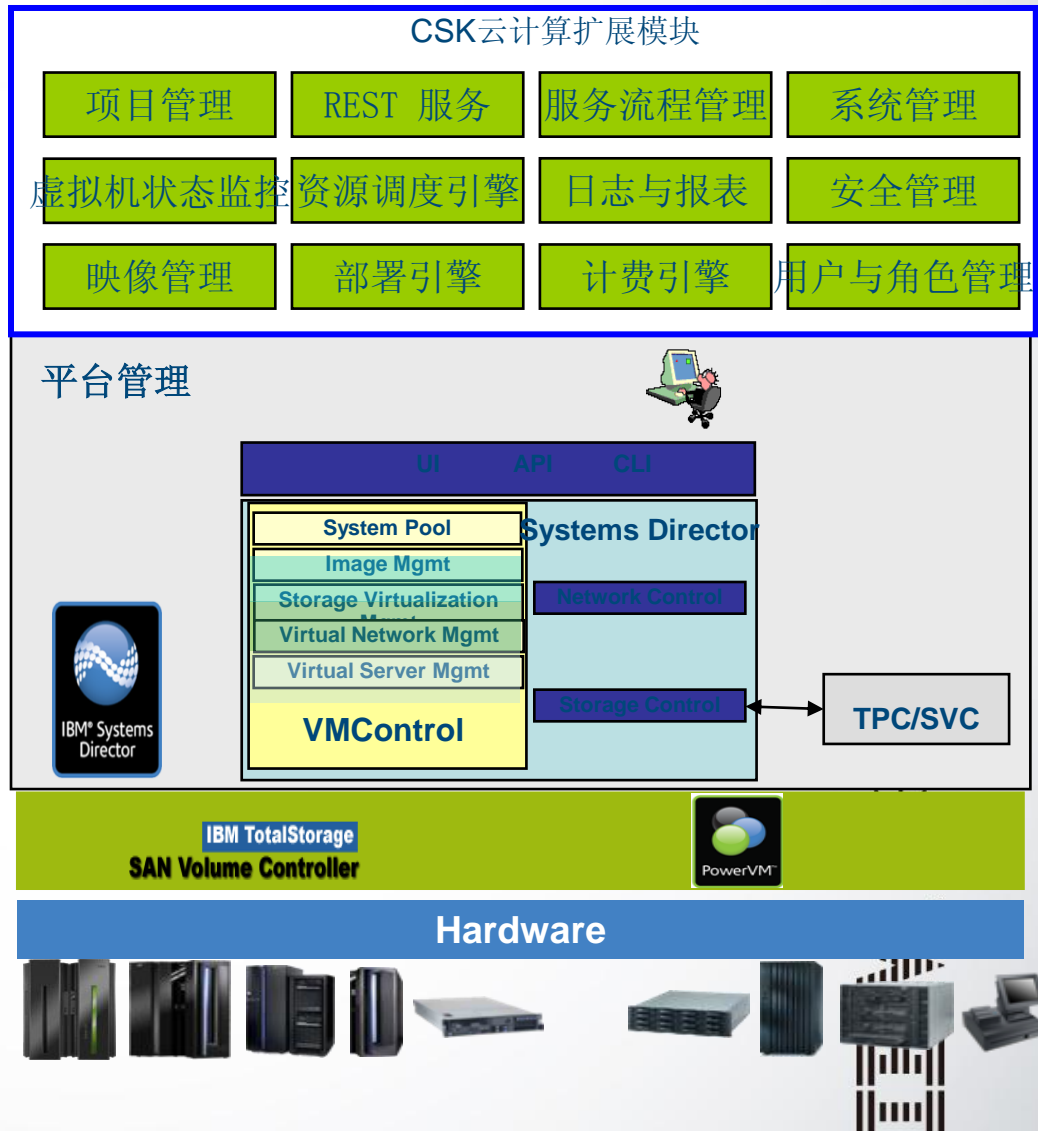 CSK云计算扩展模块
项目管理
REST 服务
服务流程管理
系统管理
虚拟机状态监控
资源调度引擎
日志与报表
安全管理
映像管理
部署引擎
计费引擎
用户与角色管理
平台管理
UI API CLI
System Pool
Systems Director
Image Mgmt
Storage Virtualization
Mgmt
Network Control
Virtual Network Mgmt
Virtual Server Mgmt
Storage Control
VMControl
TPC/SVC
IBM® Systems
Director
IBM TotalStorage
SAN Volume Controller
PowerVM™
Hardware